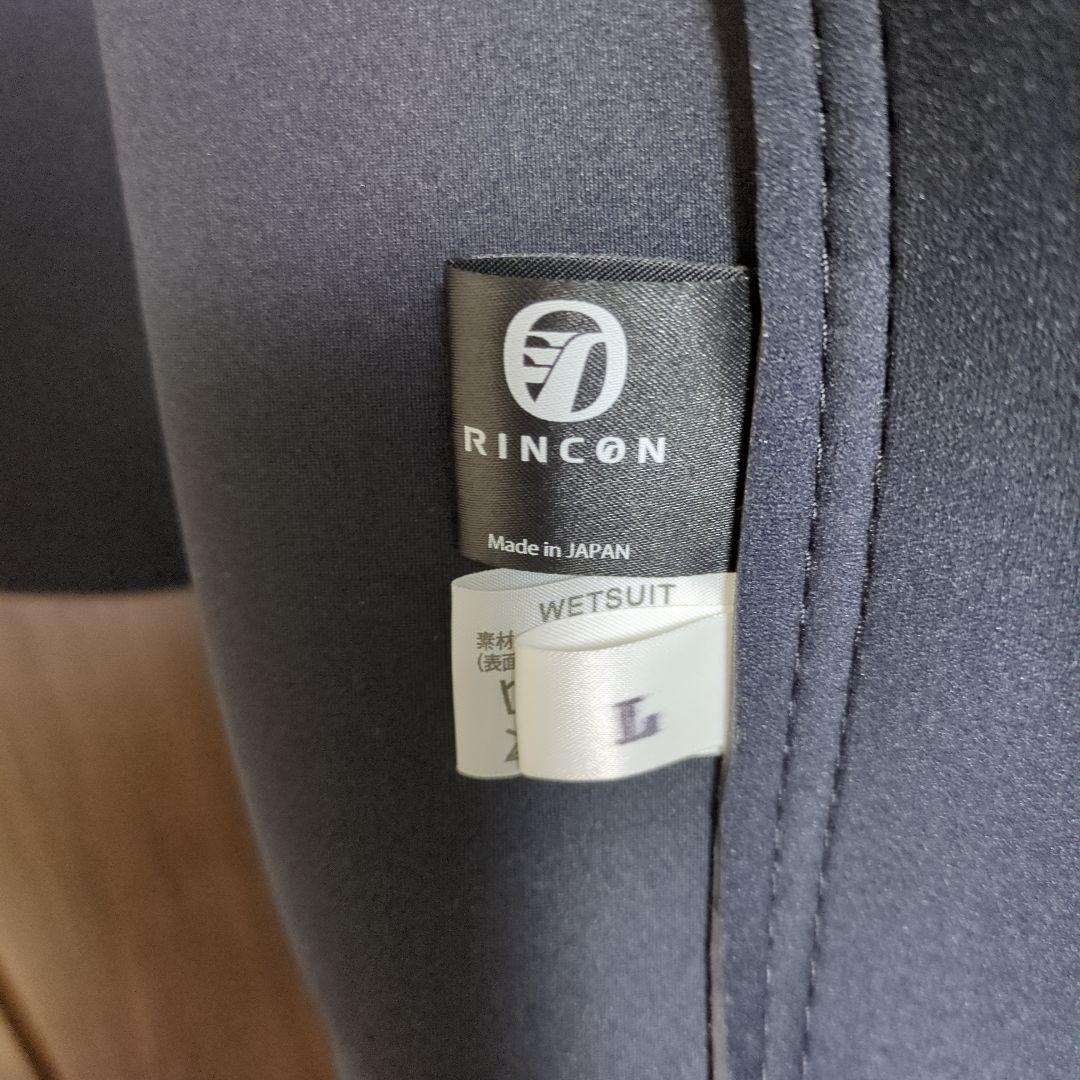 RINCON
Made in JAPAN
WETSUIT
素材
(表面
L